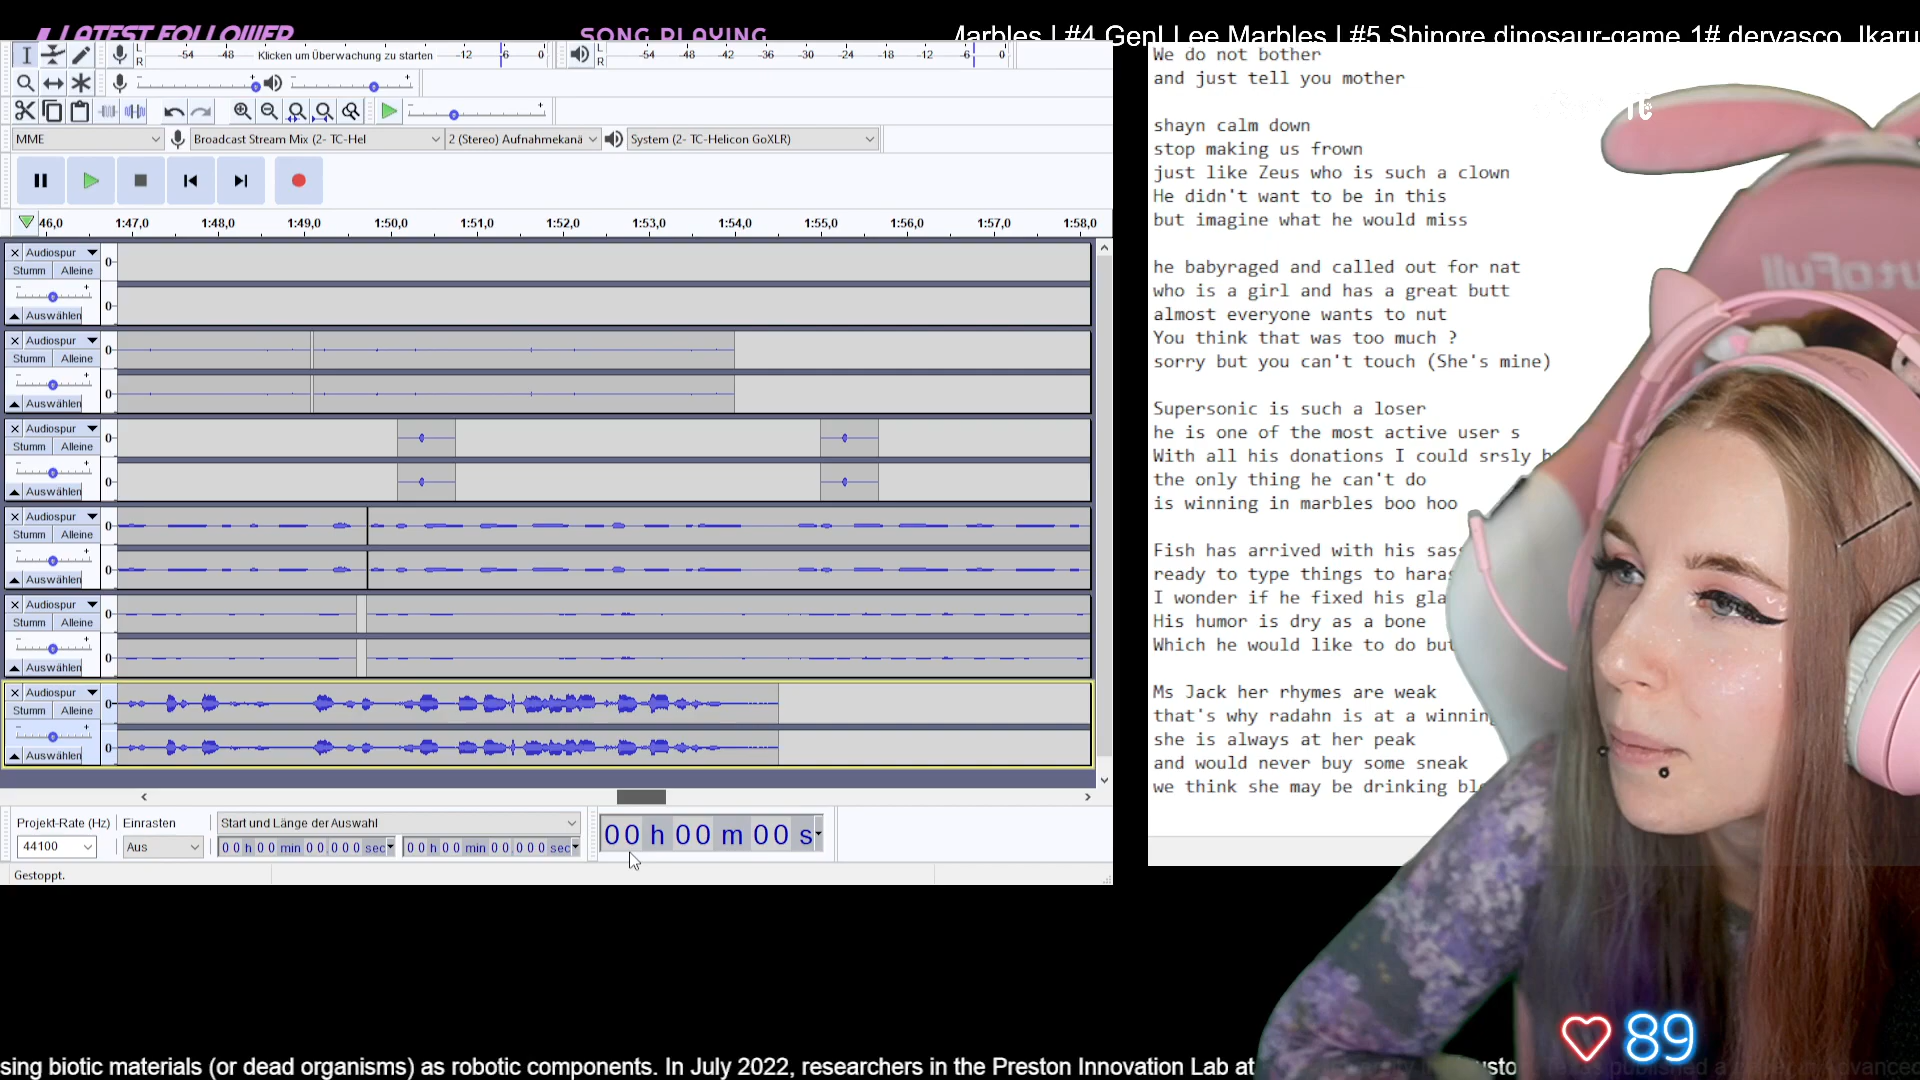 LATEST FOLLOWER
SONG PLAYING
Marbles | #4 GenI Lee Marbles | #5 Shinore dinosaur-game 1# dervasco, Ikaru
L
R
-54 -48 Klicken um Überwachung zu starten -12 -6 0
L
R
-54 -48 -42 -36 -30 -24 -18 -12 -6 0
MME
Broadcast Stream Mix (2- TC-Hel
2 (Stereo) Aufnahmekanä
System (2- TC-Helicon GoXLR)
46,0 1:47,0 1:48,0 1:49,0 1:50,0 1:51,0 1:52,0 1:53,0 1:54,0 1:55,0 1:56,0 1:57,0 1:58,0
Audiospur
Stumm Alleine
Auswählen
Audiospur
Stumm Alleine
Auswählen
Audiospur
Stumm Alleine
Auswählen
Audiospur
Stumm Alleine
Auswählen
Audiospur
Stumm Alleine
Auswählen
Audiospur
Stumm Alleine
Auswählen
Projekt-Rate (Hz) Einrasten
Start und Länge der Auswahl
44100
Aus
00 h 00 min 00,000 sec
00 h 00 min 00,000 sec
00 h 00 m 00 s
Gestoppt.
We do not bother
and just tell you mother
shayn calm down
stop making us frown
just like Zeus who is such a clown
He didn't want to be in this
but imagine what he would miss
he babyraged and called out for nat
who is a girl and has a great butt
almost everyone wants to nut
You think that was too much ?
sorry but you can't touch (She's mine)
Supersonic is such a loser
he is one of the most active user s
With all his donations I could srsly b
the only thing he can't do
is winning in marbles boo hoo
Fish has arrived with his sas
ready to type things to haras
I wonder if he fixed his gla
His humor is dry as a bone
Which he would like to do but
Ms Jack her rhymes are weak
that's why radahn is at a winning
she is always at her peak
and would never buy some sneak
we think she may be drinking bl
utoFull
89
sing biotic materials (or dead organisms) as robotic components. In July 2022, researchers in the Preston Innovation Lab at